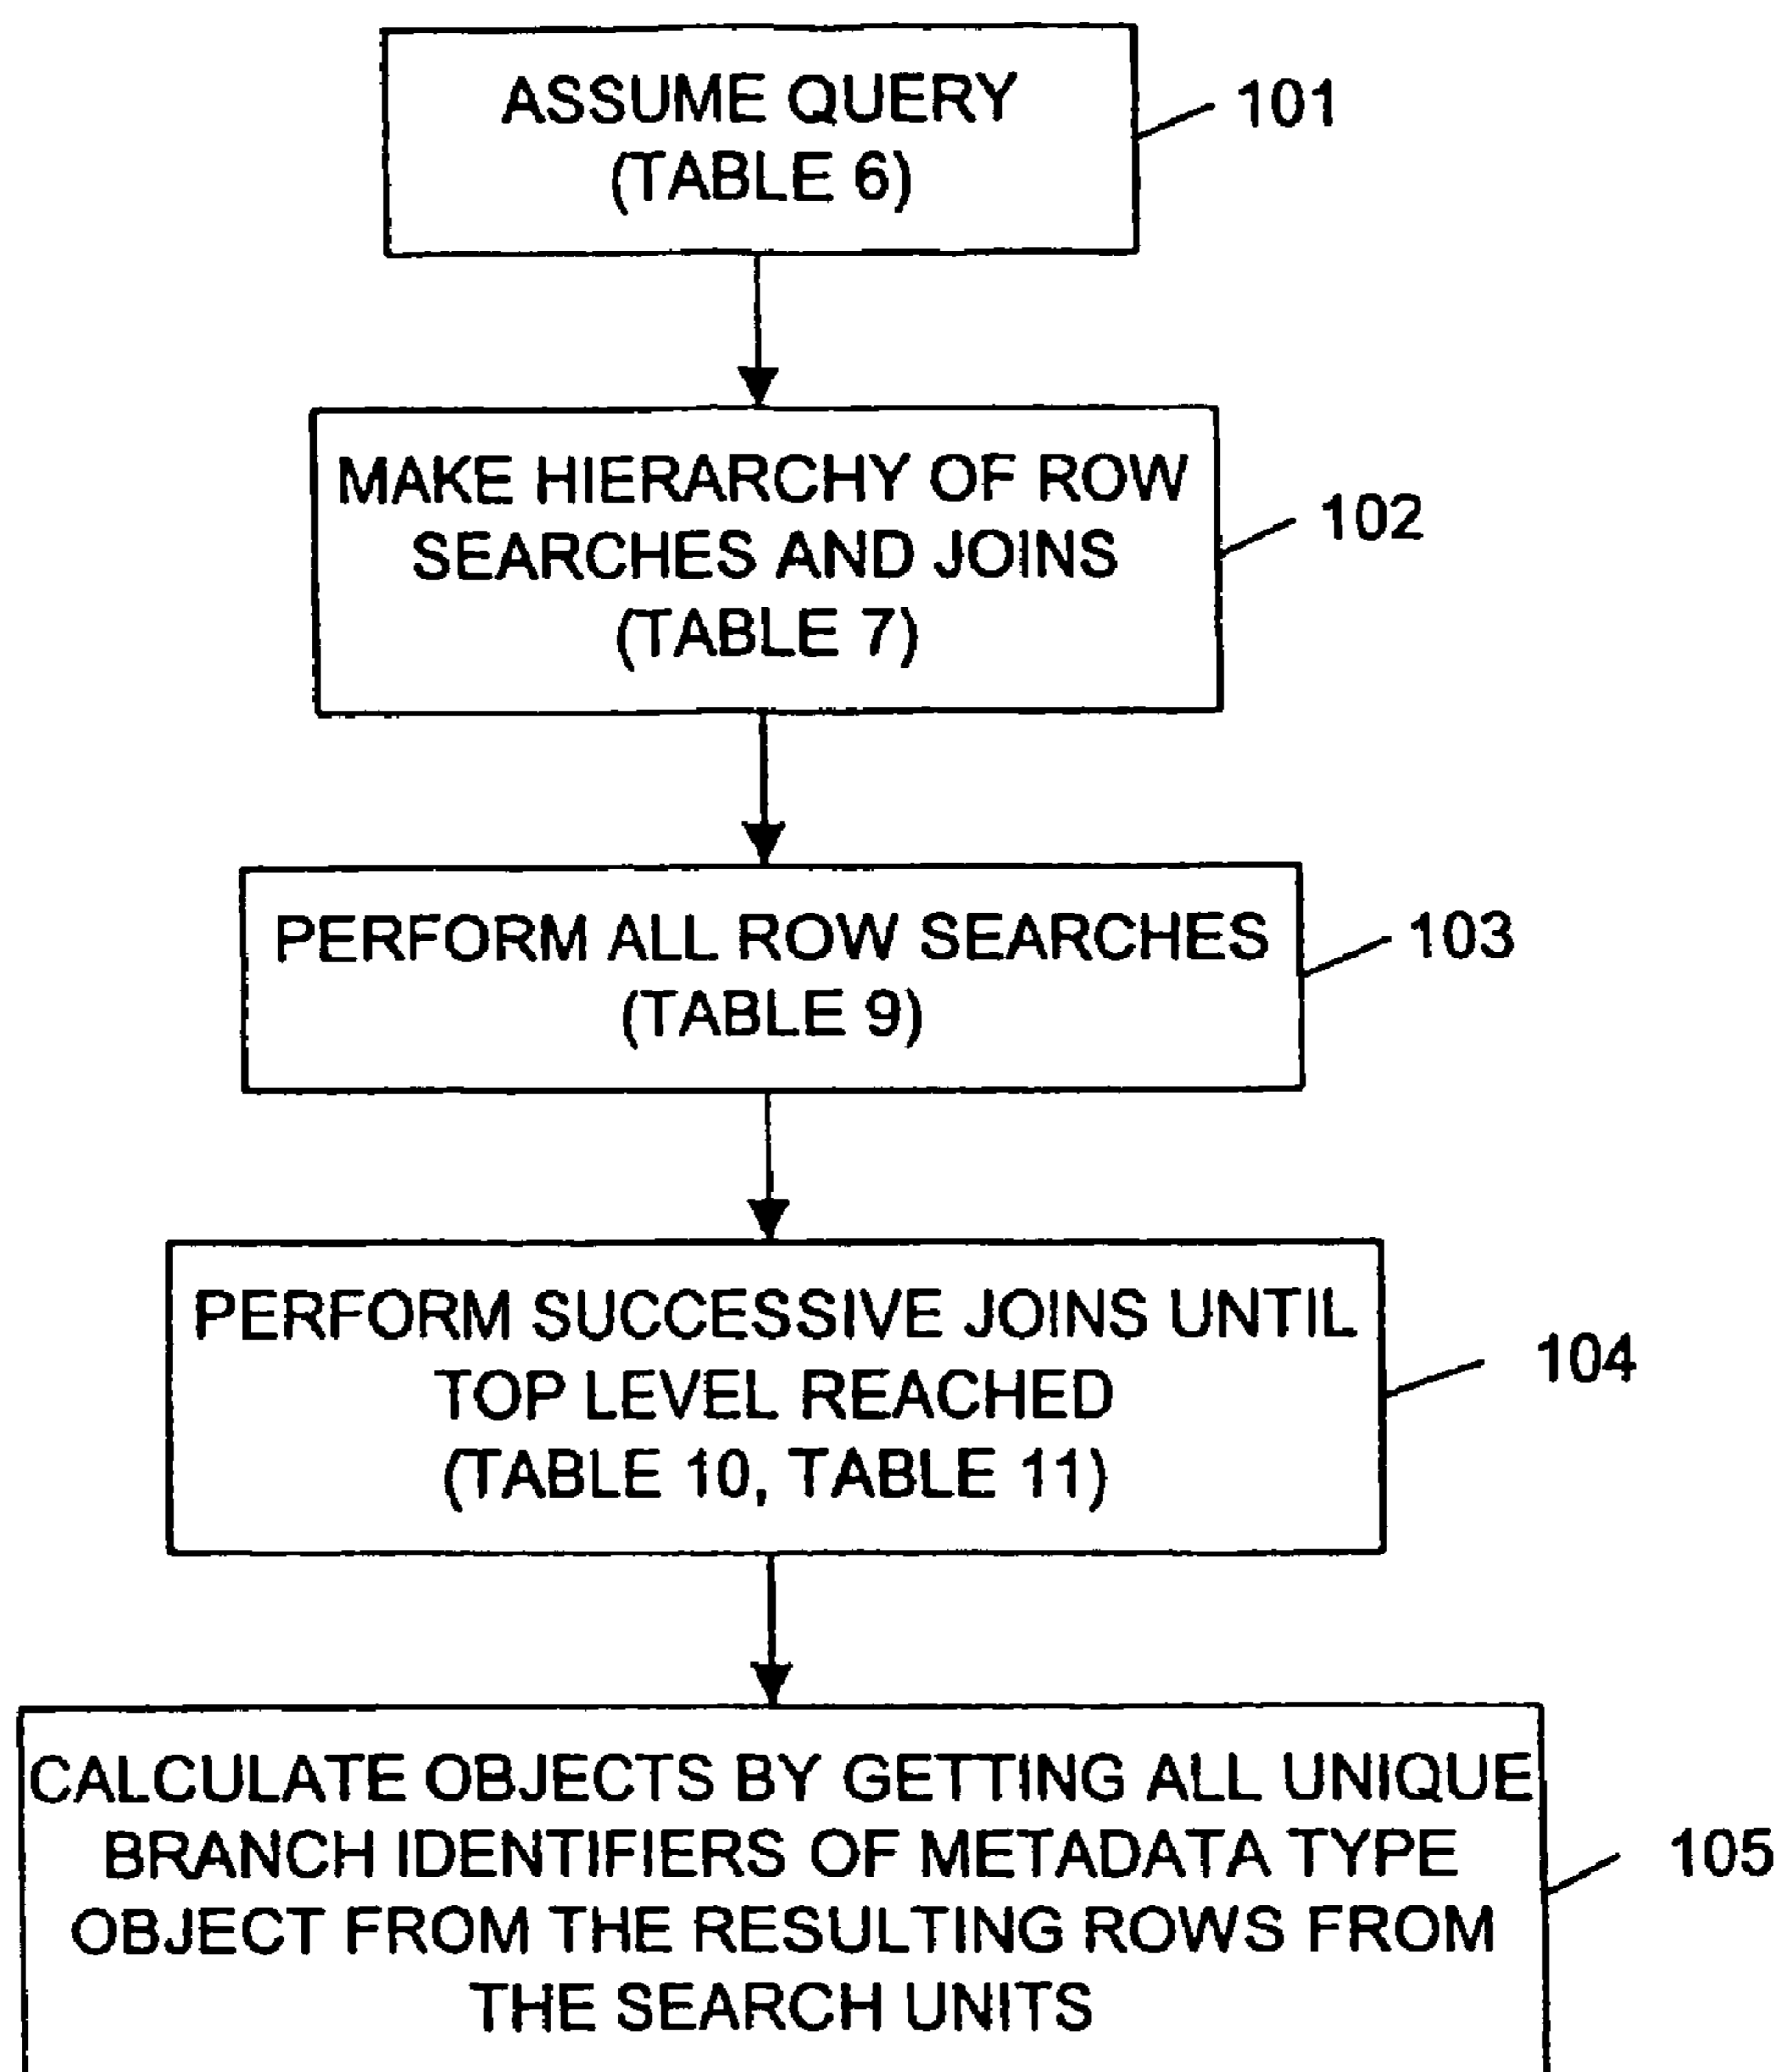 ASSUME QUERY
(TABLE 6)
101
MAKE HIERARCHY OF ROW
SEARCHES AND JOINS
(TABLE 7)
102
PERFORM ALL ROW SEARCHES
(TABLE 9)
103
PERFORM SUCCESSIVE JOINS UNTIL
TOP LEVEL REACHED
(TABLE 10, TABLE 11)
104
CALCULATE OBJECTS BY GETTING ALL UNIQUE
BRANCH IDENTIFIERS OF METADATA TYPE
OBJECT FROM THE RESULTING ROWS FROM
THE SEARCH UNITS
105